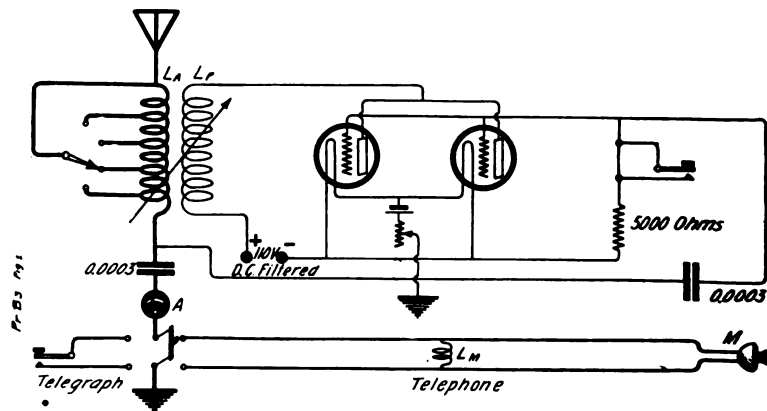 LA LP
+ 110V -
D.C. Filtered
5000 Ohms
0.0003
0.0003
A
M
LM
Telegraph
Telephone